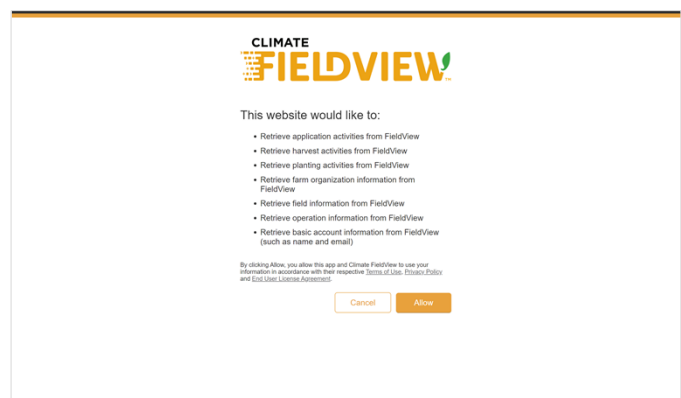 CLIMATE
FIELDVIEW
This website would like to:
• Retrieve application activities from FieldView
• Retrieve harvest activities from FieldView
• Retrieve planting activities from FieldView
• Retrieve farm organization information from
FieldView
• Retrieve field information from FieldView
• Retrieve operation information from FieldView
• Retrieve basic account information from FieldView
(such as name and email)
By clicking Allow, you allow this app and Climate FieldView to use your
information in accordance with their respective Terms of Use, Privacy Policy
and End User License Agreement.
Cancel Allow